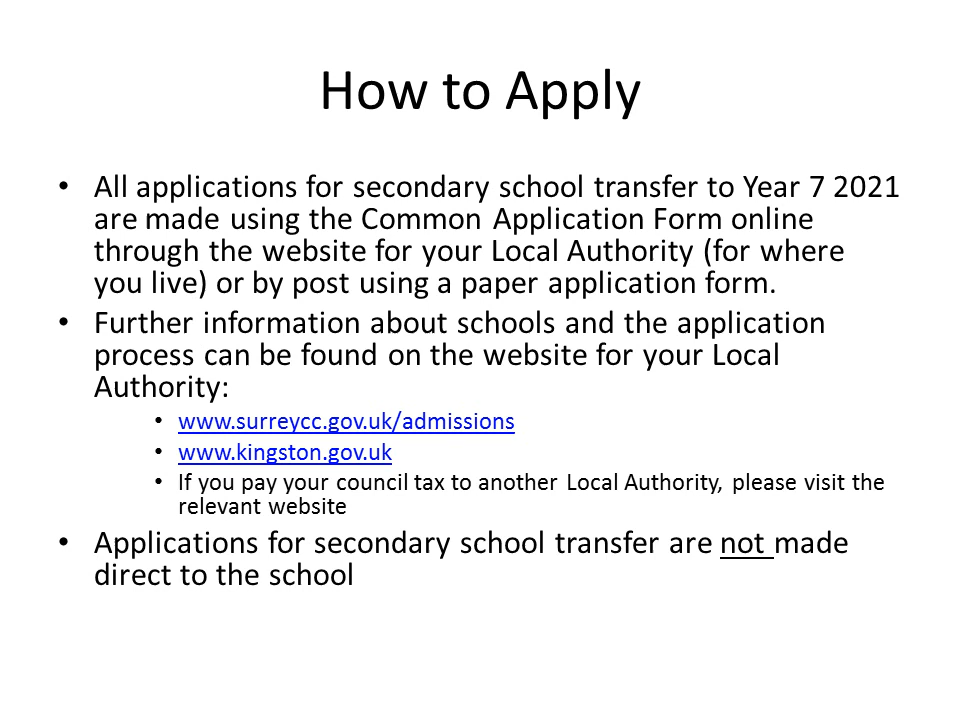 How to Apply
• All applications for secondary school transfer to Year 7 2021
are made using the Common Application Form online
through the website for your Local Authority (for where
you live) or by post using a paper application form.
• Further information about schools and the application
process can be found on the website for your Local
Authority:
• www.surreycc.gov.uk/admissions
• www.kingston.gov.uk
• If you pay your council tax to another Local Authority, please visit the
relevant website
• Applications for secondary school transfer are not made
direct to the school